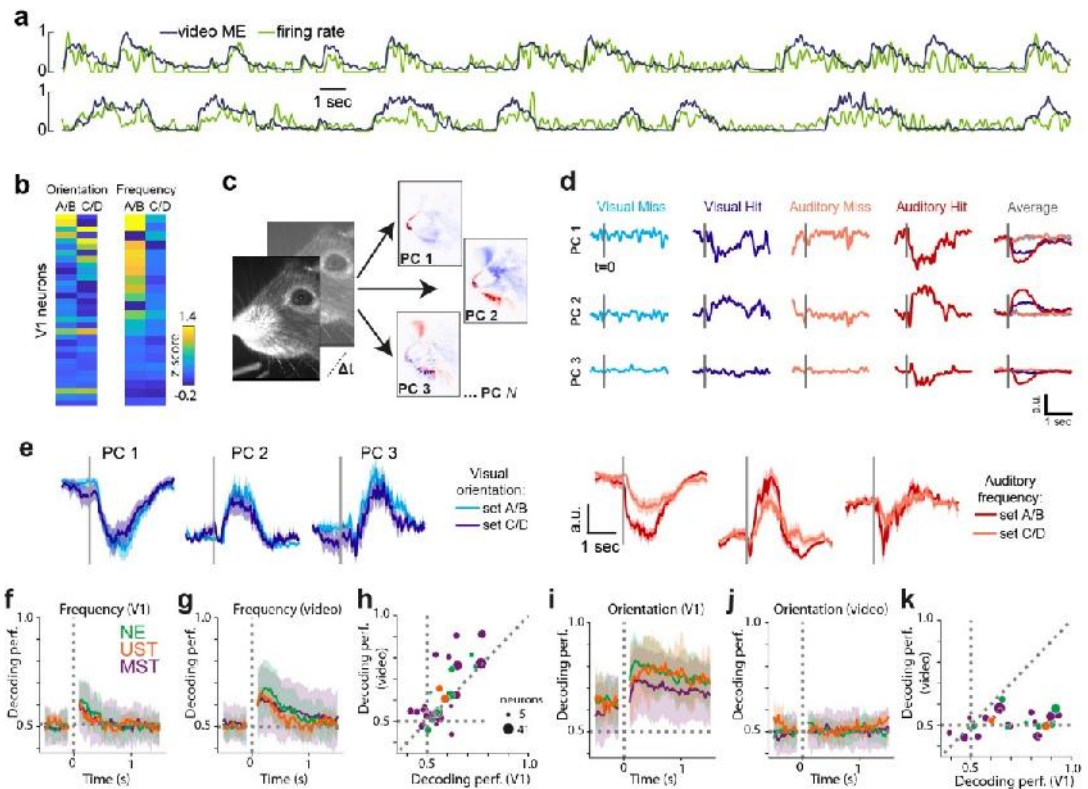 a
1
video ME
firing rate
0
1 sec
1
0
b
Orientation Frequency
A/B C/D A/B C/D
V1 neurons
1.4
z score
-0.2
c
PC 1
PC 2
PC 3
Δt
... PC N
d
Visual Miss Visual Hit Auditory Miss Auditory Hit Average
PC 1
t=0
PC 2
PC 3
a.u.
1 sec
e
PC 1 PC 2 PC 3
Visual
orientation:
set A/B
set C/D
a.u.
1 sec
Auditory
frequency:
set A/B
set C/D
f
Frequency (V1)
1.0
Decoding perf.
0.5
NE
UST
MST
0 1
Time (s)
g
Frequency (video)
1.0
Decoding perf.
0.5
0 1
Time (s)
h
1.0
Decoding perf.
(video)
0.5
neurons
5
4
0.5 1.0
Decoding perf. (V1)
i
Orientation (V1)
1.0
Decoding perf
0.5
0 1
Time (s)
j
Orientation (video)
1.0
Decoding perf.
0.5
0 1
Time (s)
k
1.0
Decoding perf.
(video)
0.5
0.5 1.0
Decoding perf. (V1)